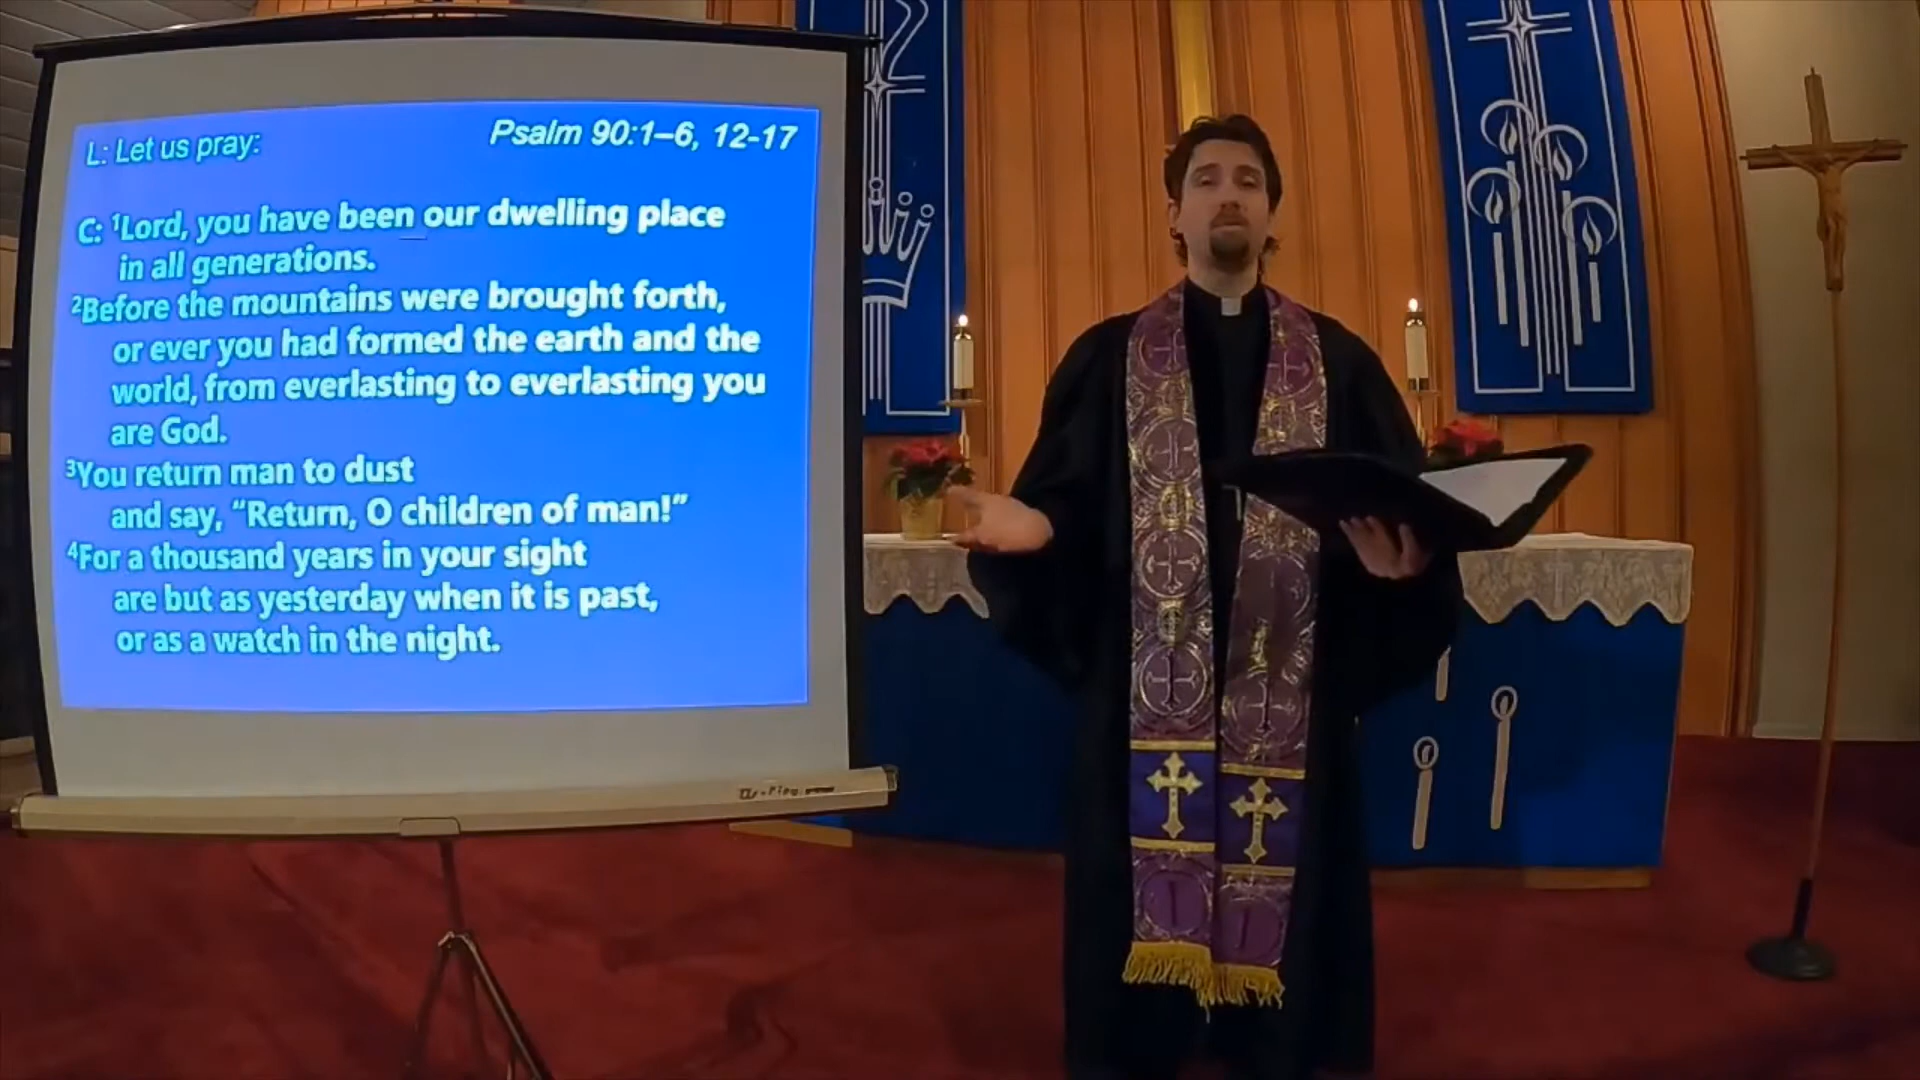 L: Let us pray:
Psalm 90:1–6, 12-17
C: ¹Lord, you have been our dwelling place
in all generations.
²Before the mountains were brought forth,
or ever you had formed the earth and the
world, from everlasting to everlasting you
are God.
³You return man to dust
and say, “Return, O children of man!”
⁴For a thousand years in your sight
are but as yesterday when it is past,
or as a watch in the night.